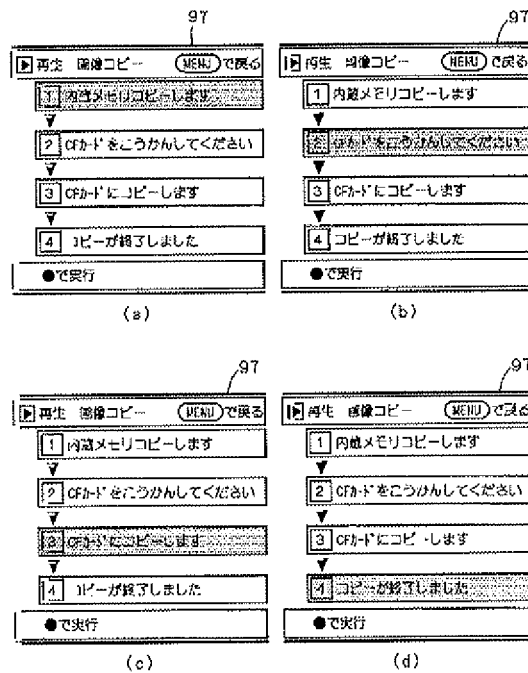 97
再生 画像コピー MENUで戻る
1 内蔵メモリコピーします
2 CFカードをこうかんしてください
3 CFカードにコピーします
4 コピーが終了しました
●で実行
(a)
97
再生 画像コピー MENUで戻る
1 内蔵メモリコピーします
2 CFカードをこうかんしてください
3 CFカードにコピーします
4 コピーが終了しました
●で実行
(b)
97
再生 画像コピー MENUで戻る
1 内蔵メモリコピーします
2 CFカードをこうかんしてください
3 CFカードにコピーします
4 コピーが終了しました
●で実行
(c)
97
再生 画像コピー MENUで戻る
1 内蔵メモリコピーします
2 CFカードをこうかんしてください
3 CFカードにコピーします
4 コピーが終了しました
●で実行
(d)